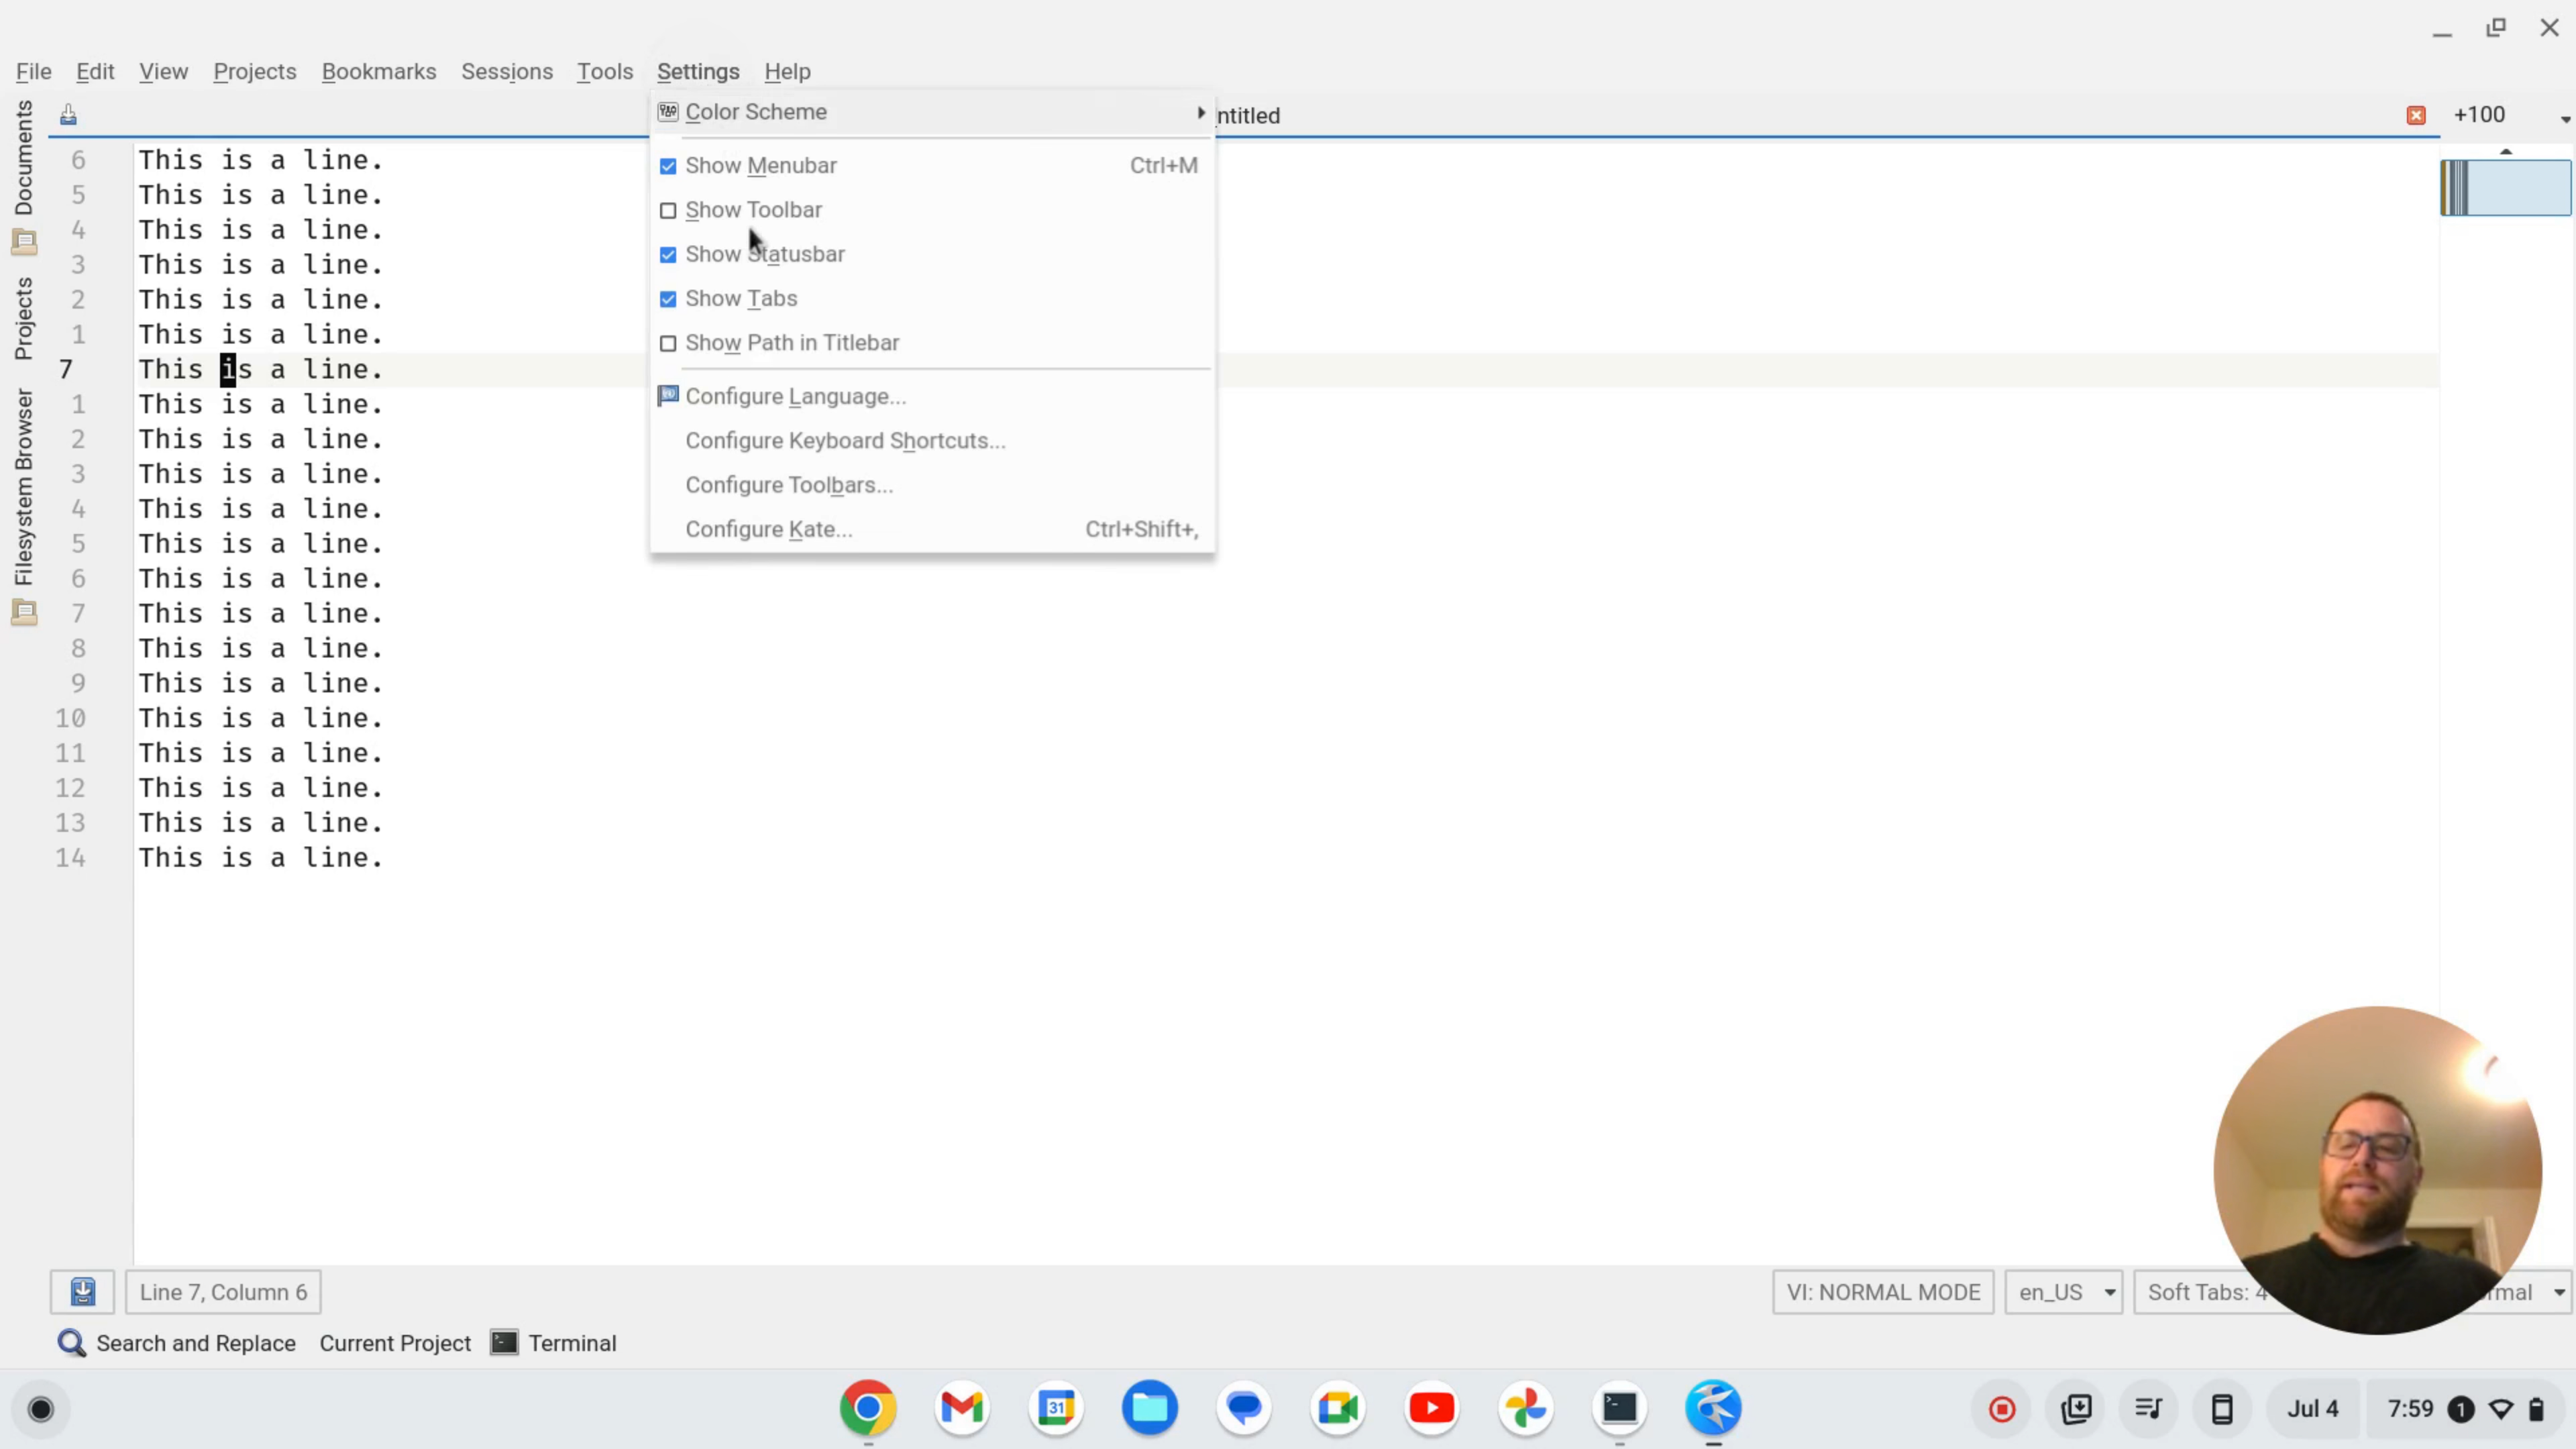 File Edit View Projects Bookmarks Sessions Tools Settings Help
ntitled +100
Documents
Projects
Filesystem Browser
Color Scheme
Show Menubar Ctrl+M
Show Toolbar
Show Statusbar
Show Tabs
Show Path in Titlebar
Configure Language...
Configure Keyboard Shortcuts...
Configure Toolbars...
Configure Kate... Ctrl+Shift+,
6 This is a line.
5 This is a line.
4 This is a line.
3 This is a line.
2 This is a line.
1 This is a line.
7 This is a line.
1 This is a line.
2 This is a line.
3 This is a line.
4 This is a line.
5 This is a line.
6 This is a line.
7 This is a line.
8 This is a line.
9 This is a line.
10 This is a line.
11 This is a line.
12 This is a line.
13 This is a line.
14 This is a line.
Line 7, Column 6 VI: NORMAL MODE en_US Soft Tabs: 4 rmal
Search and Replace Current Project Terminal
31 Jul 4 7:59 1